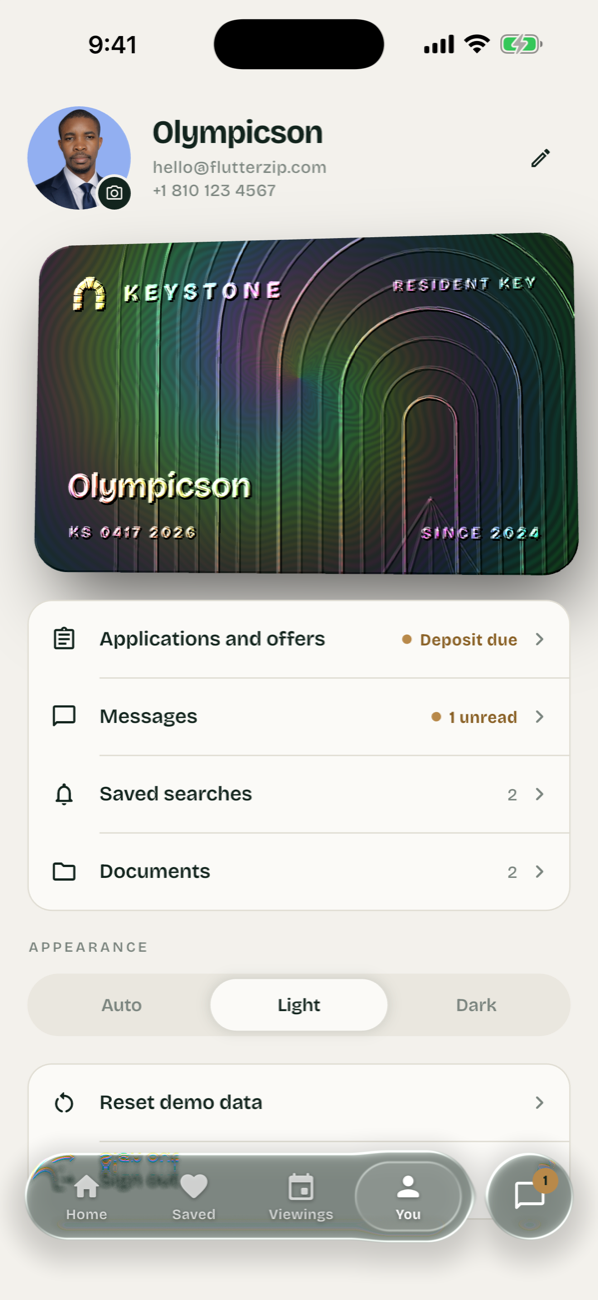 9:41
Olympicson
hello@flutterzip.com
+1 810 123 4567
KEYSTONE
RESIDENT KEY
Olympicson
KS 0417 2026
SINCE 2024
Applications and offers
Deposit due
Messages
1 unread
Saved searches
2
Documents
2
APPEARANCE
Auto
Light
Dark
Reset demo data
Sign out
Home
Saved
Viewings
You
1